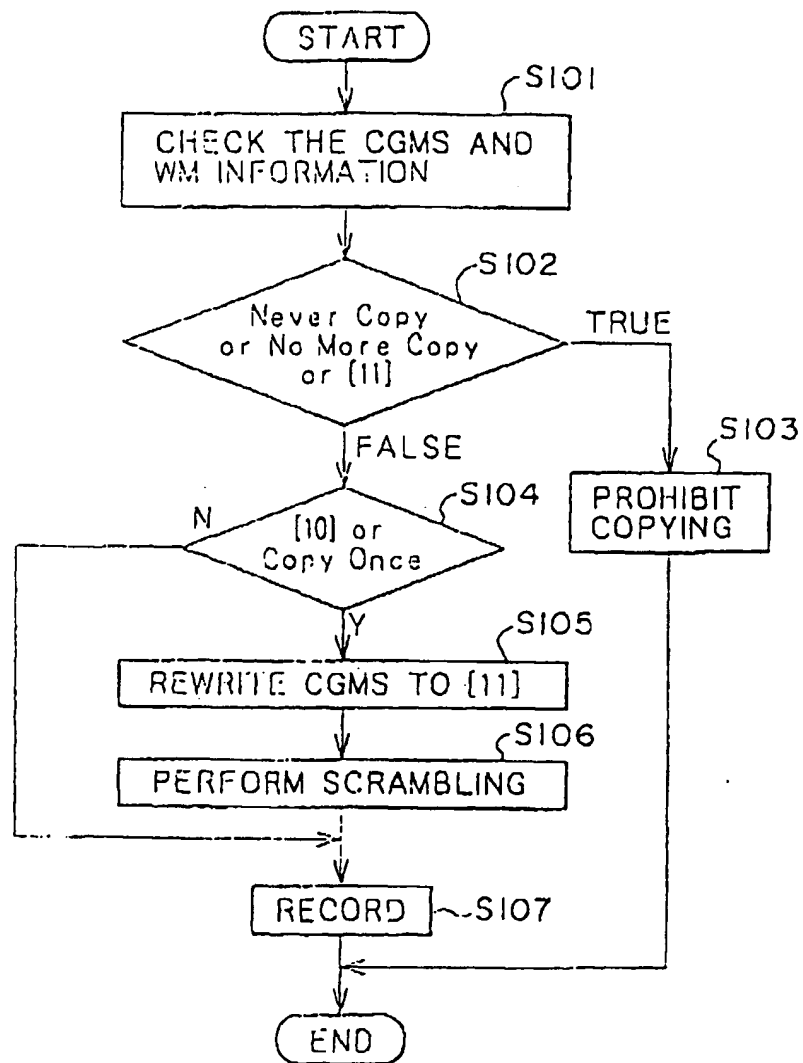 START
S101
CHECK THE CGMS AND
WM INFORMATION
S102
Never Copy
or No More Copy
or [11]
TRUE
FALSE
S103
PROHIBIT
COPYING
S104
N
[10] or
Copy Once
Y
S105
REWRITE CGMS TO [11]
S106
PERFORM SCRAMBLING
RECORD
S107
END